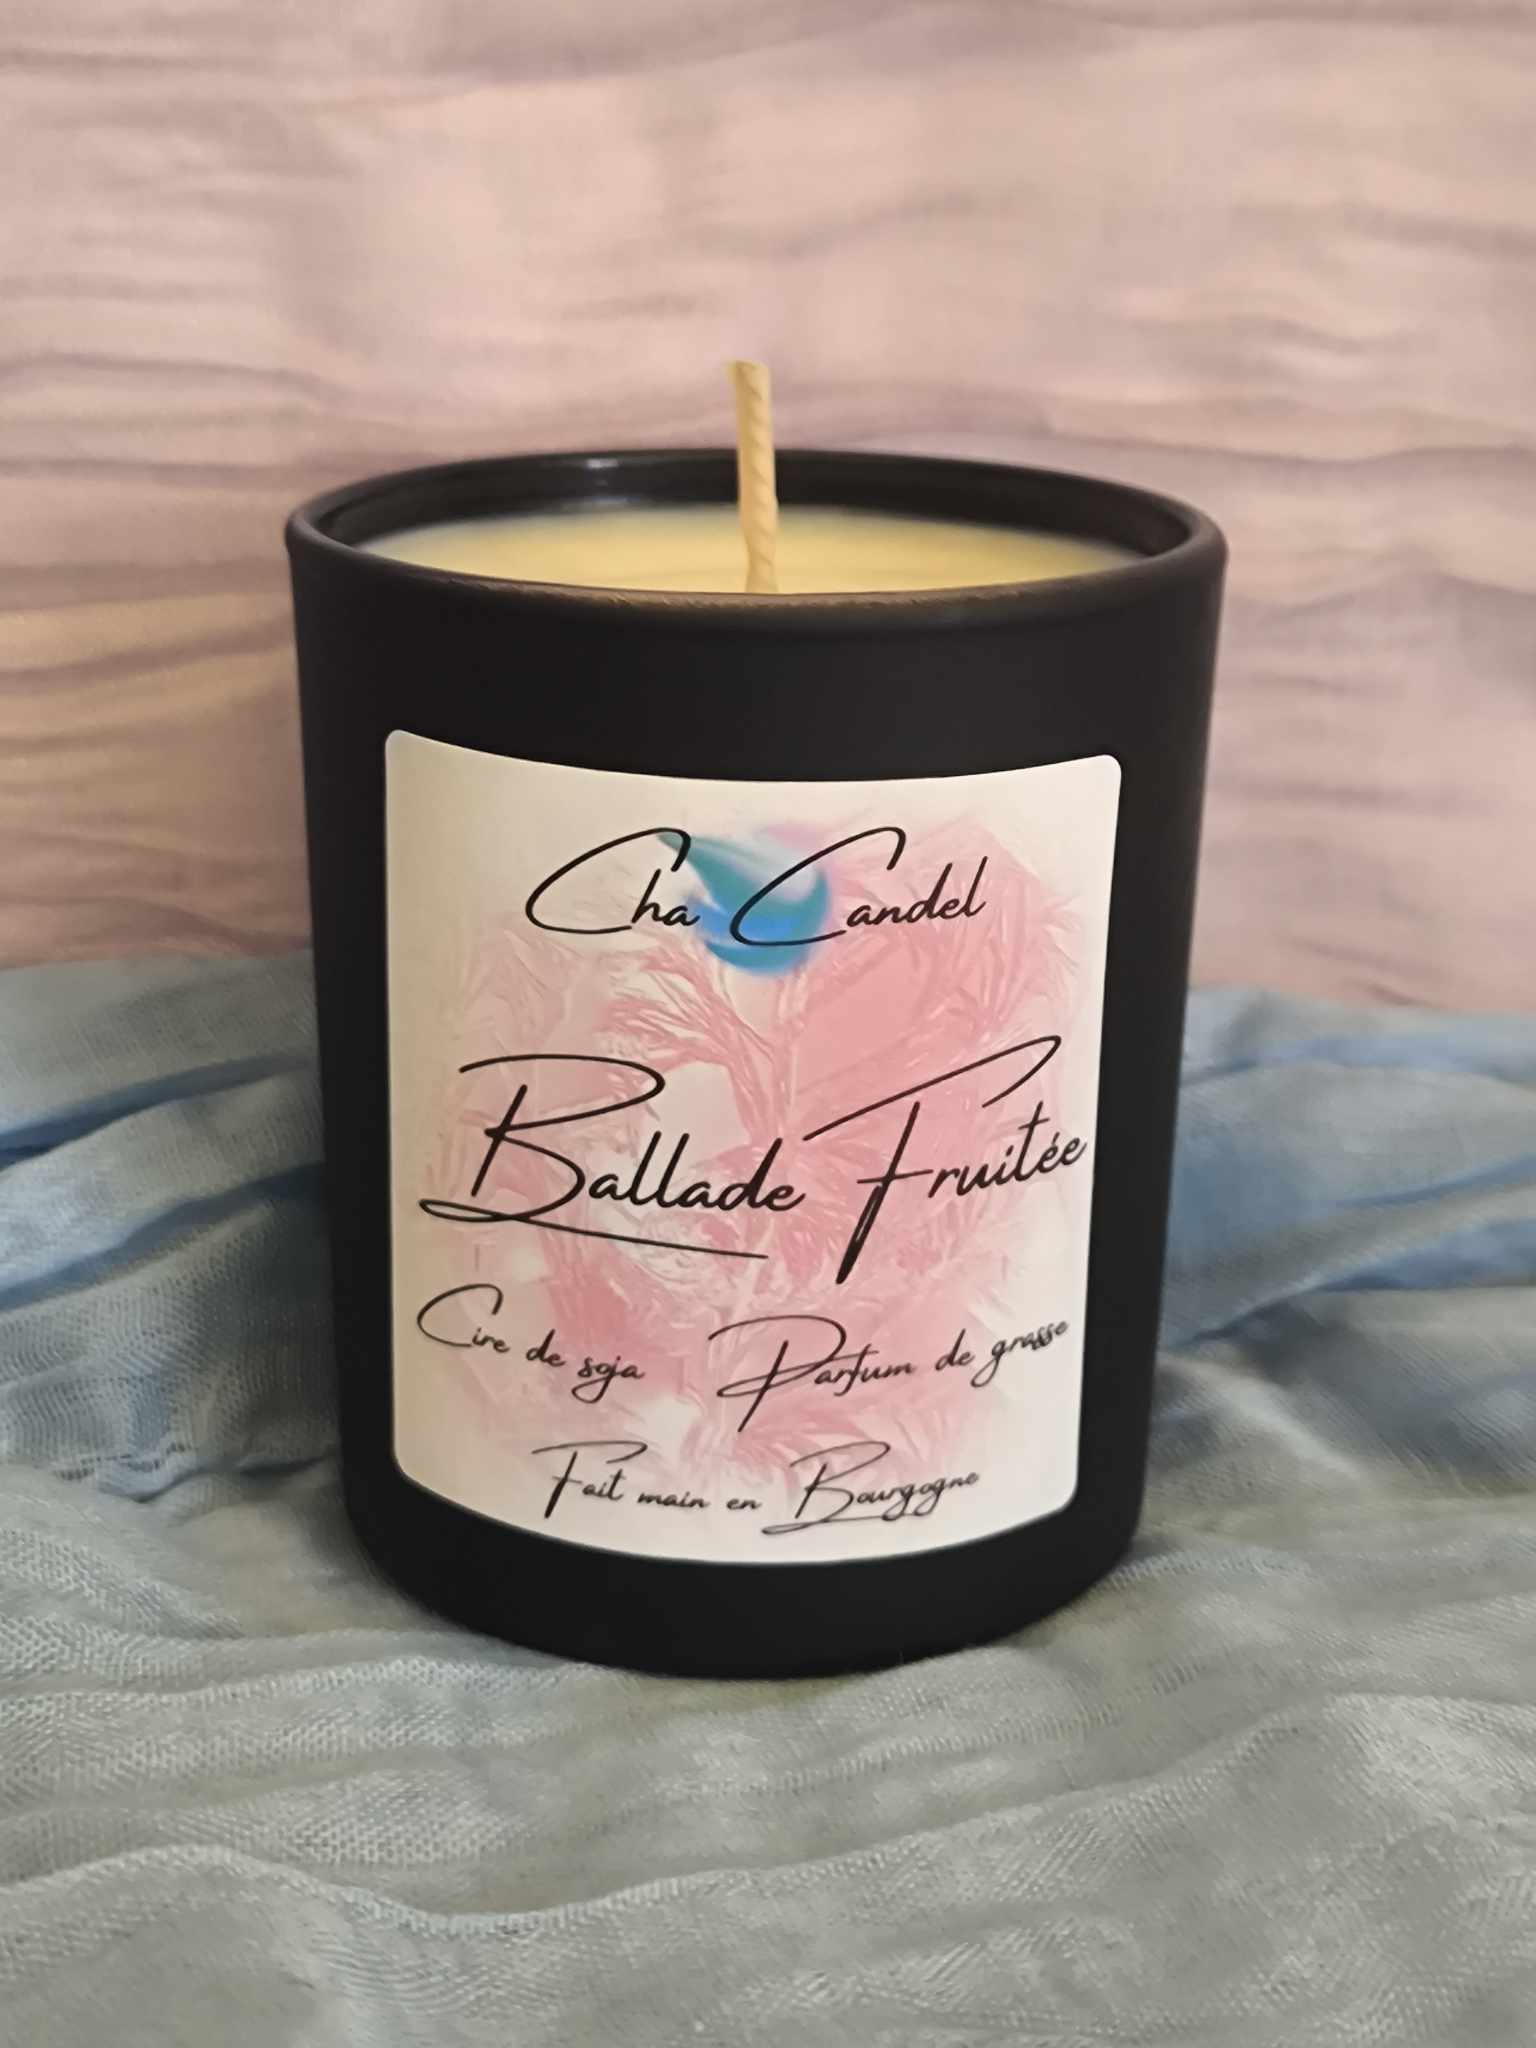 Cha Candel
Ballade Fruitée
Cire de soja Parfum de grasse
Fait main en Bourgogne